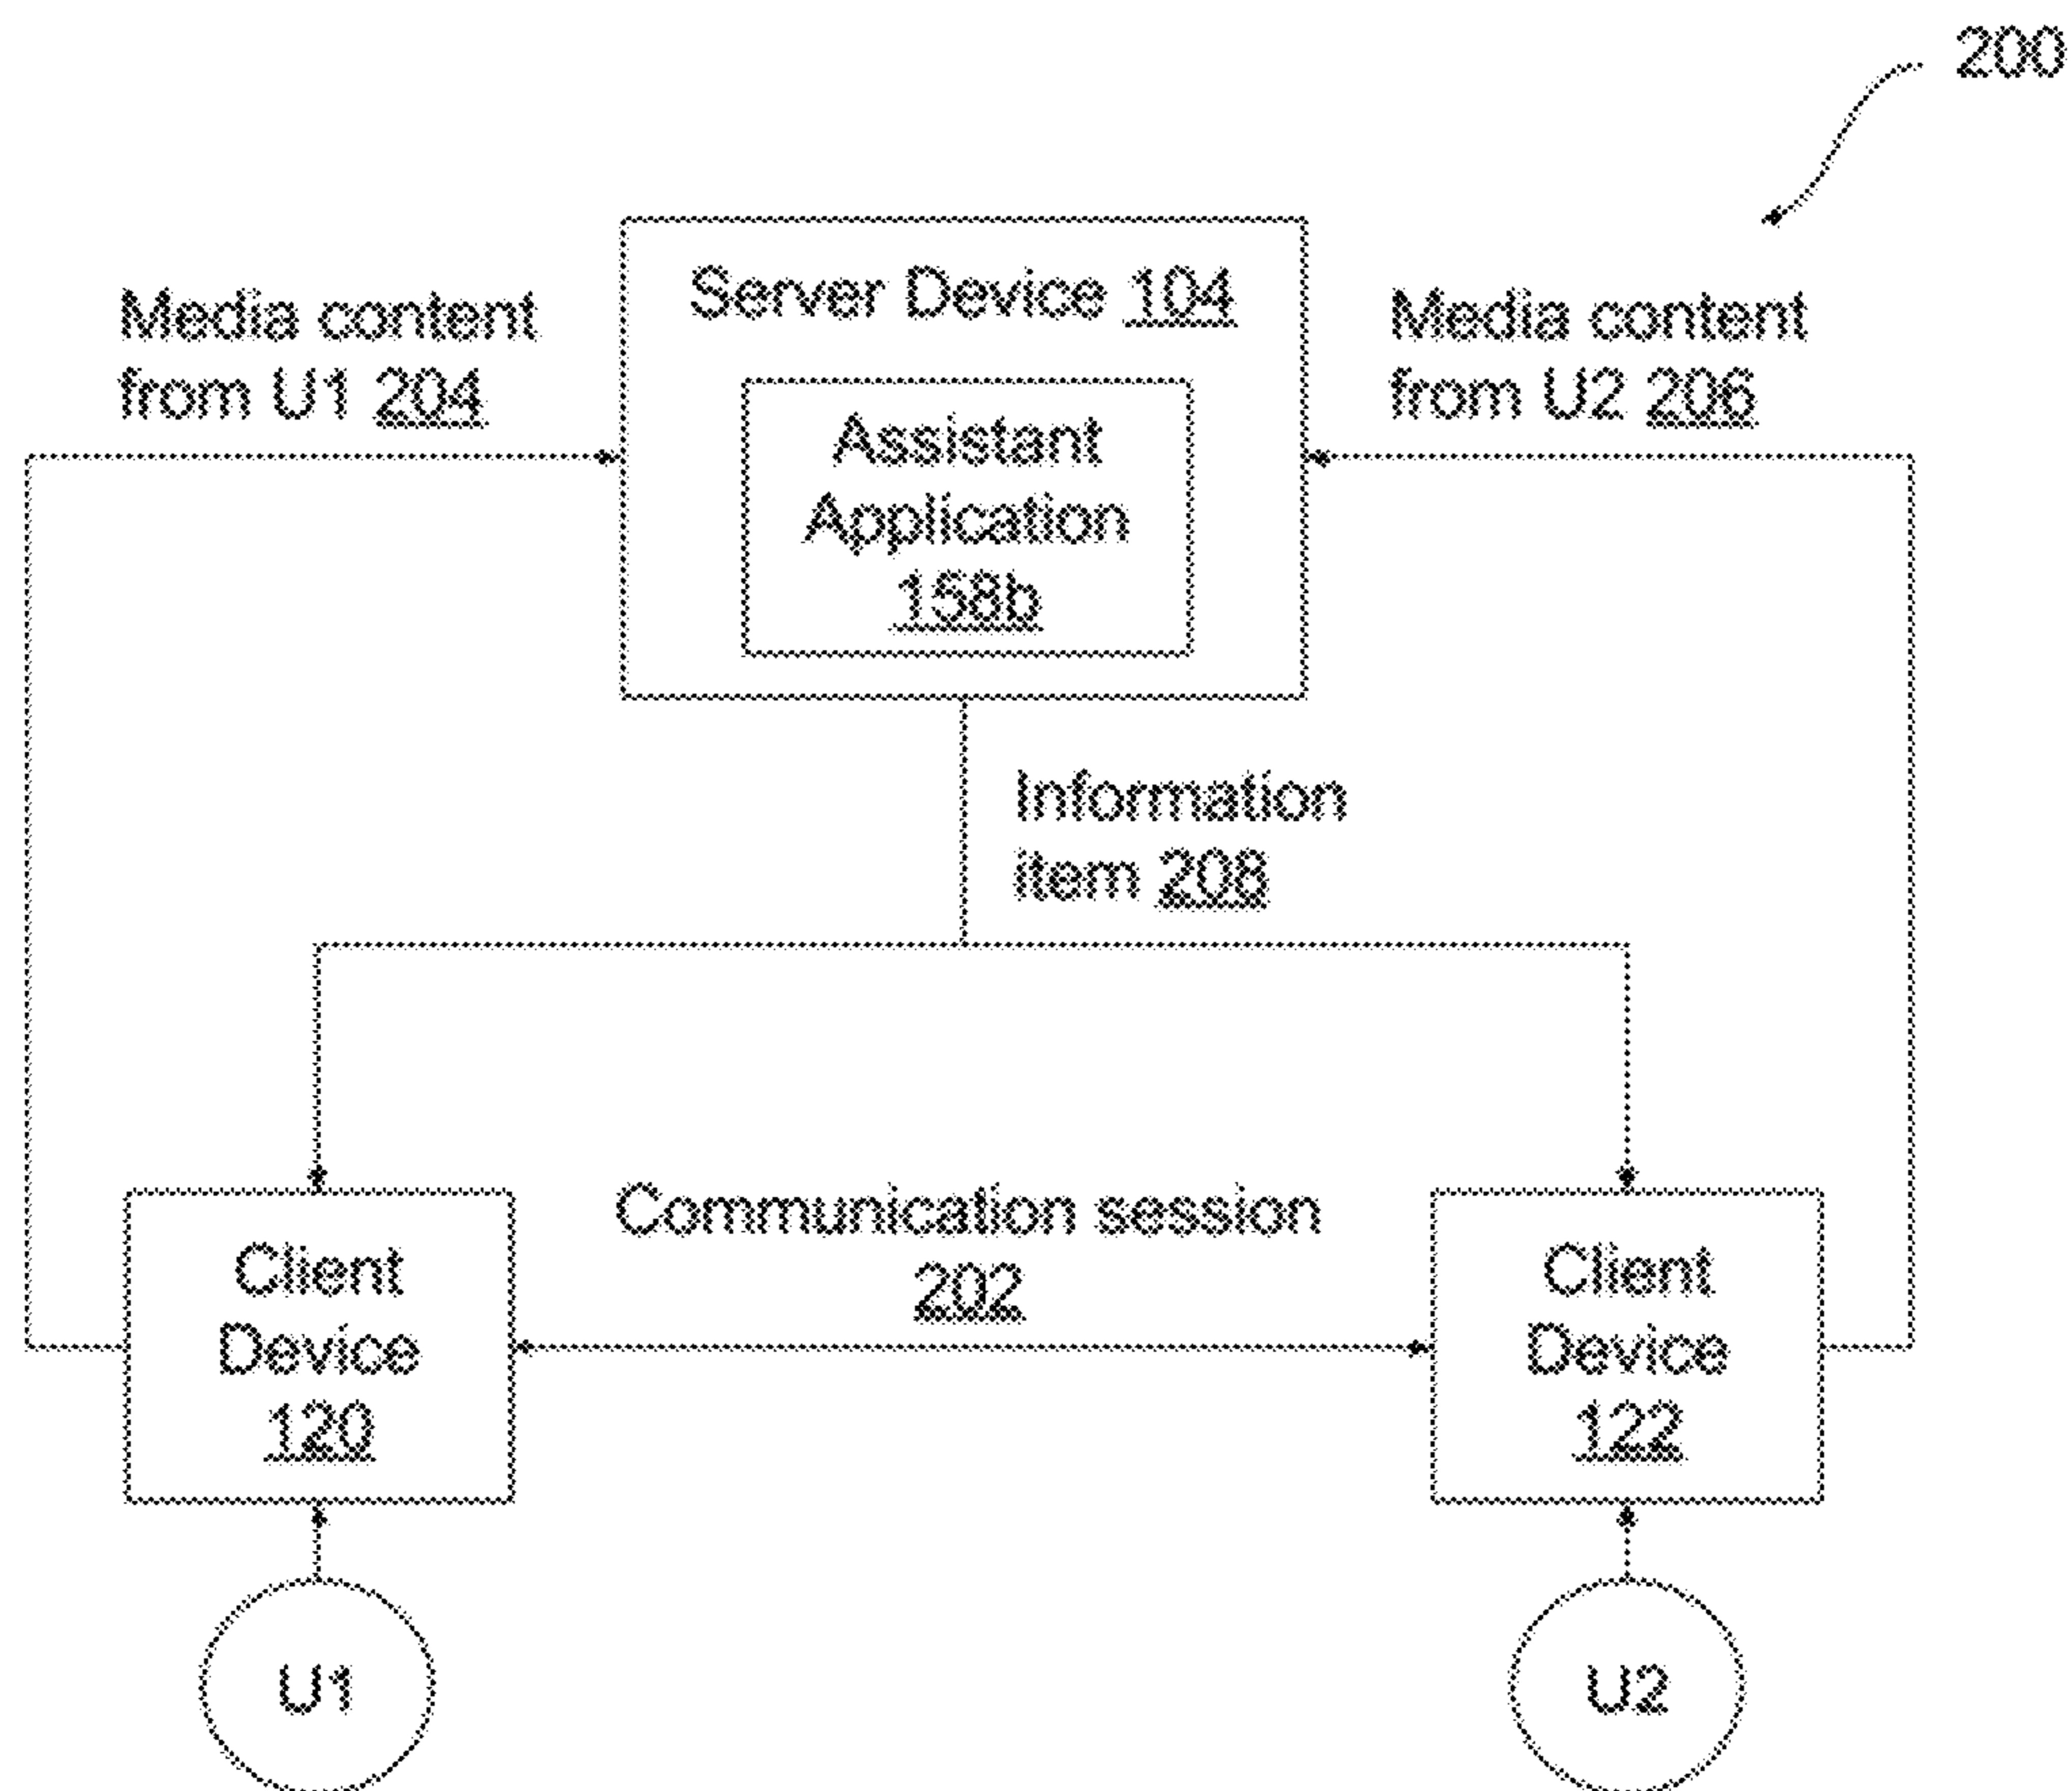 200
Server Device 104
Media content
from U1 204
Media content
from U2 206
Assistant
Application
158b
Information
item 208
Communication session
202
Client
Device
120
Client
Device
122
U1
U2